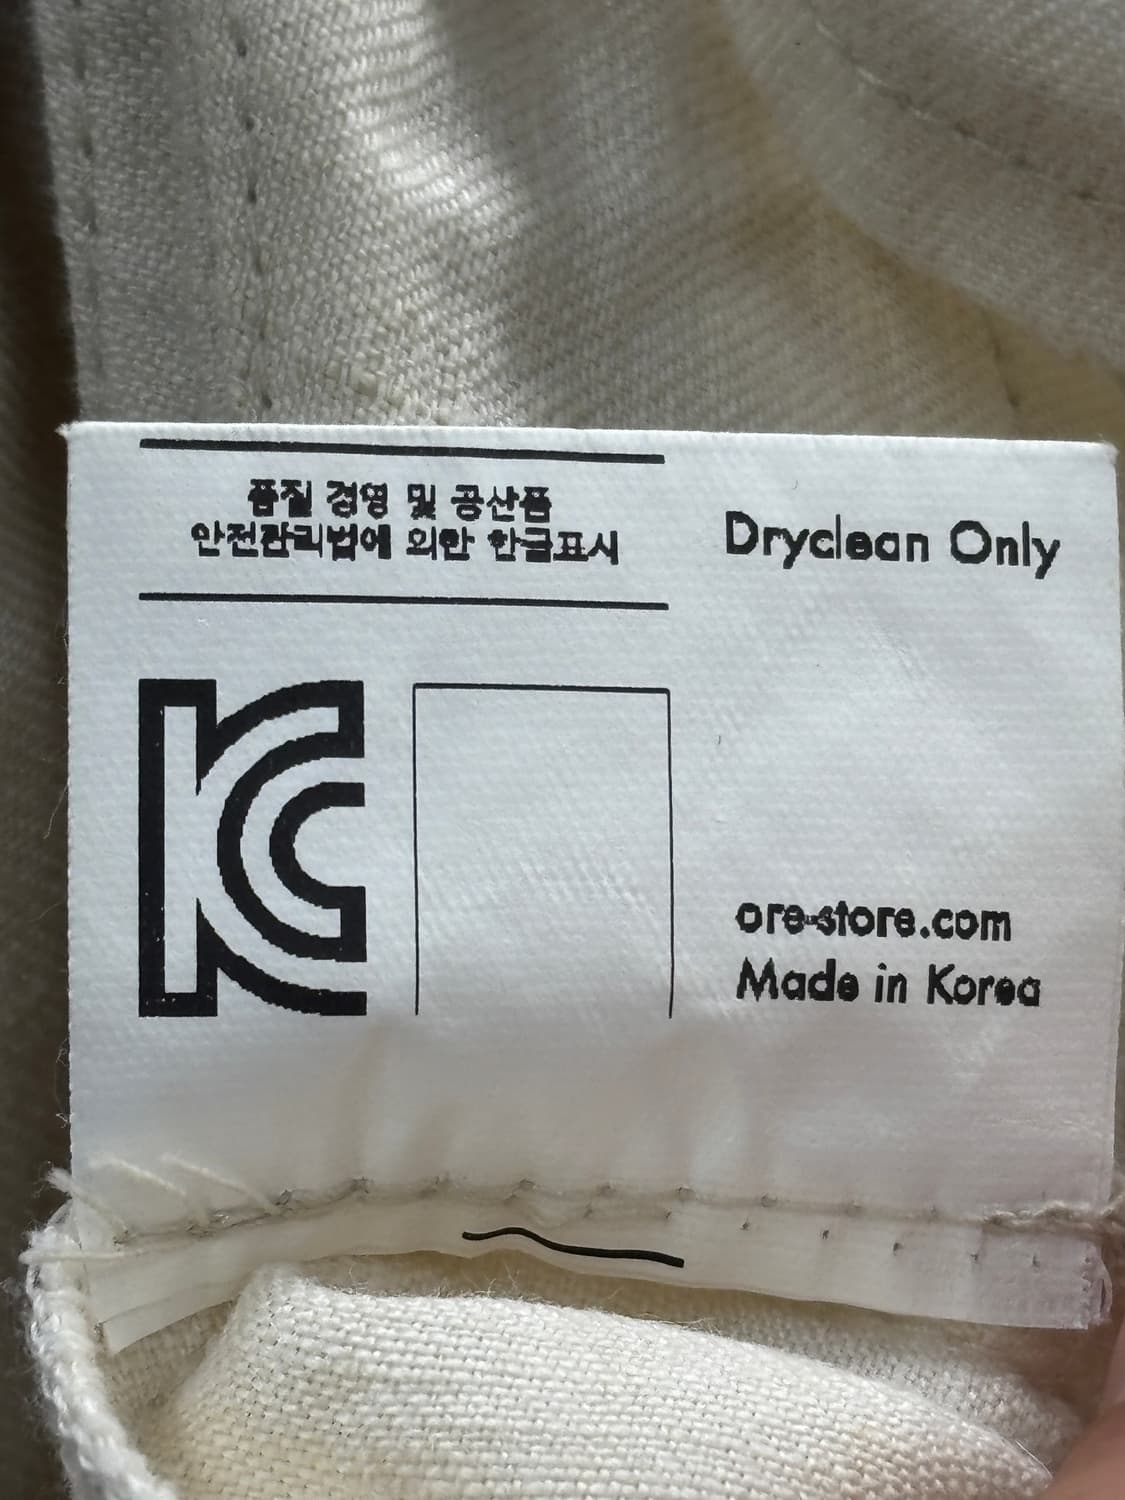 품질 경영 및 공산품
안전관리법에 의한 한글표시
Dryclean Only
KC
ore-store.com
Made in Korea